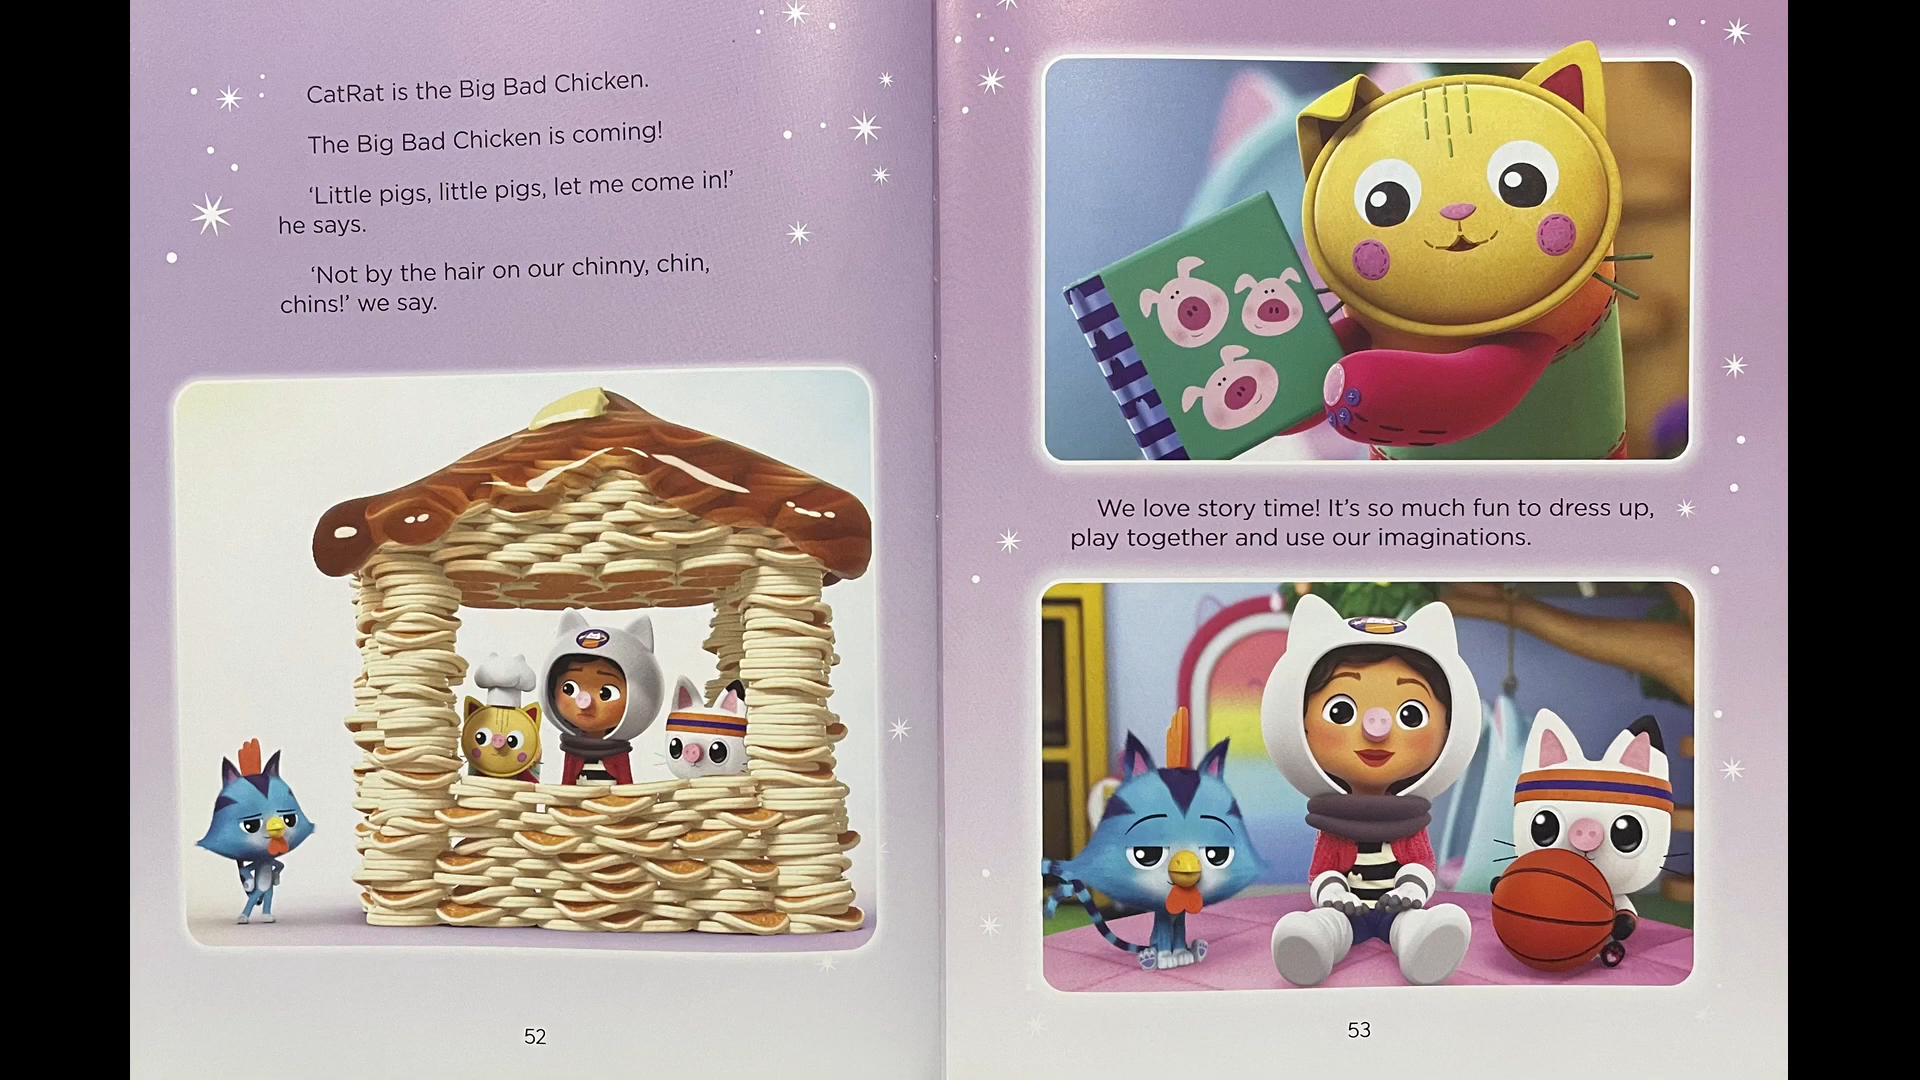 CatRat is the Big Bad Chicken.
The Big Bad Chicken is coming!
‘Little pigs, little pigs, let me come in!’
he says.
‘Not by the hair on our chinny, chin,
chins!’ we say.
52
We love story time! It’s so much fun to dress up,
play together and use our imaginations.
53